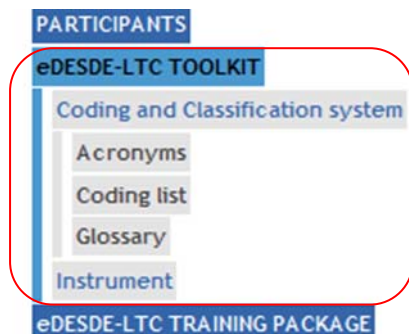 PARTICIPANTS
eDESDE-LTC TOOLKIT
Coding and Classification system
Acronyms
Coding list
Glossary
Instrument
eDESDE-LTC TRAINING PACKAGE